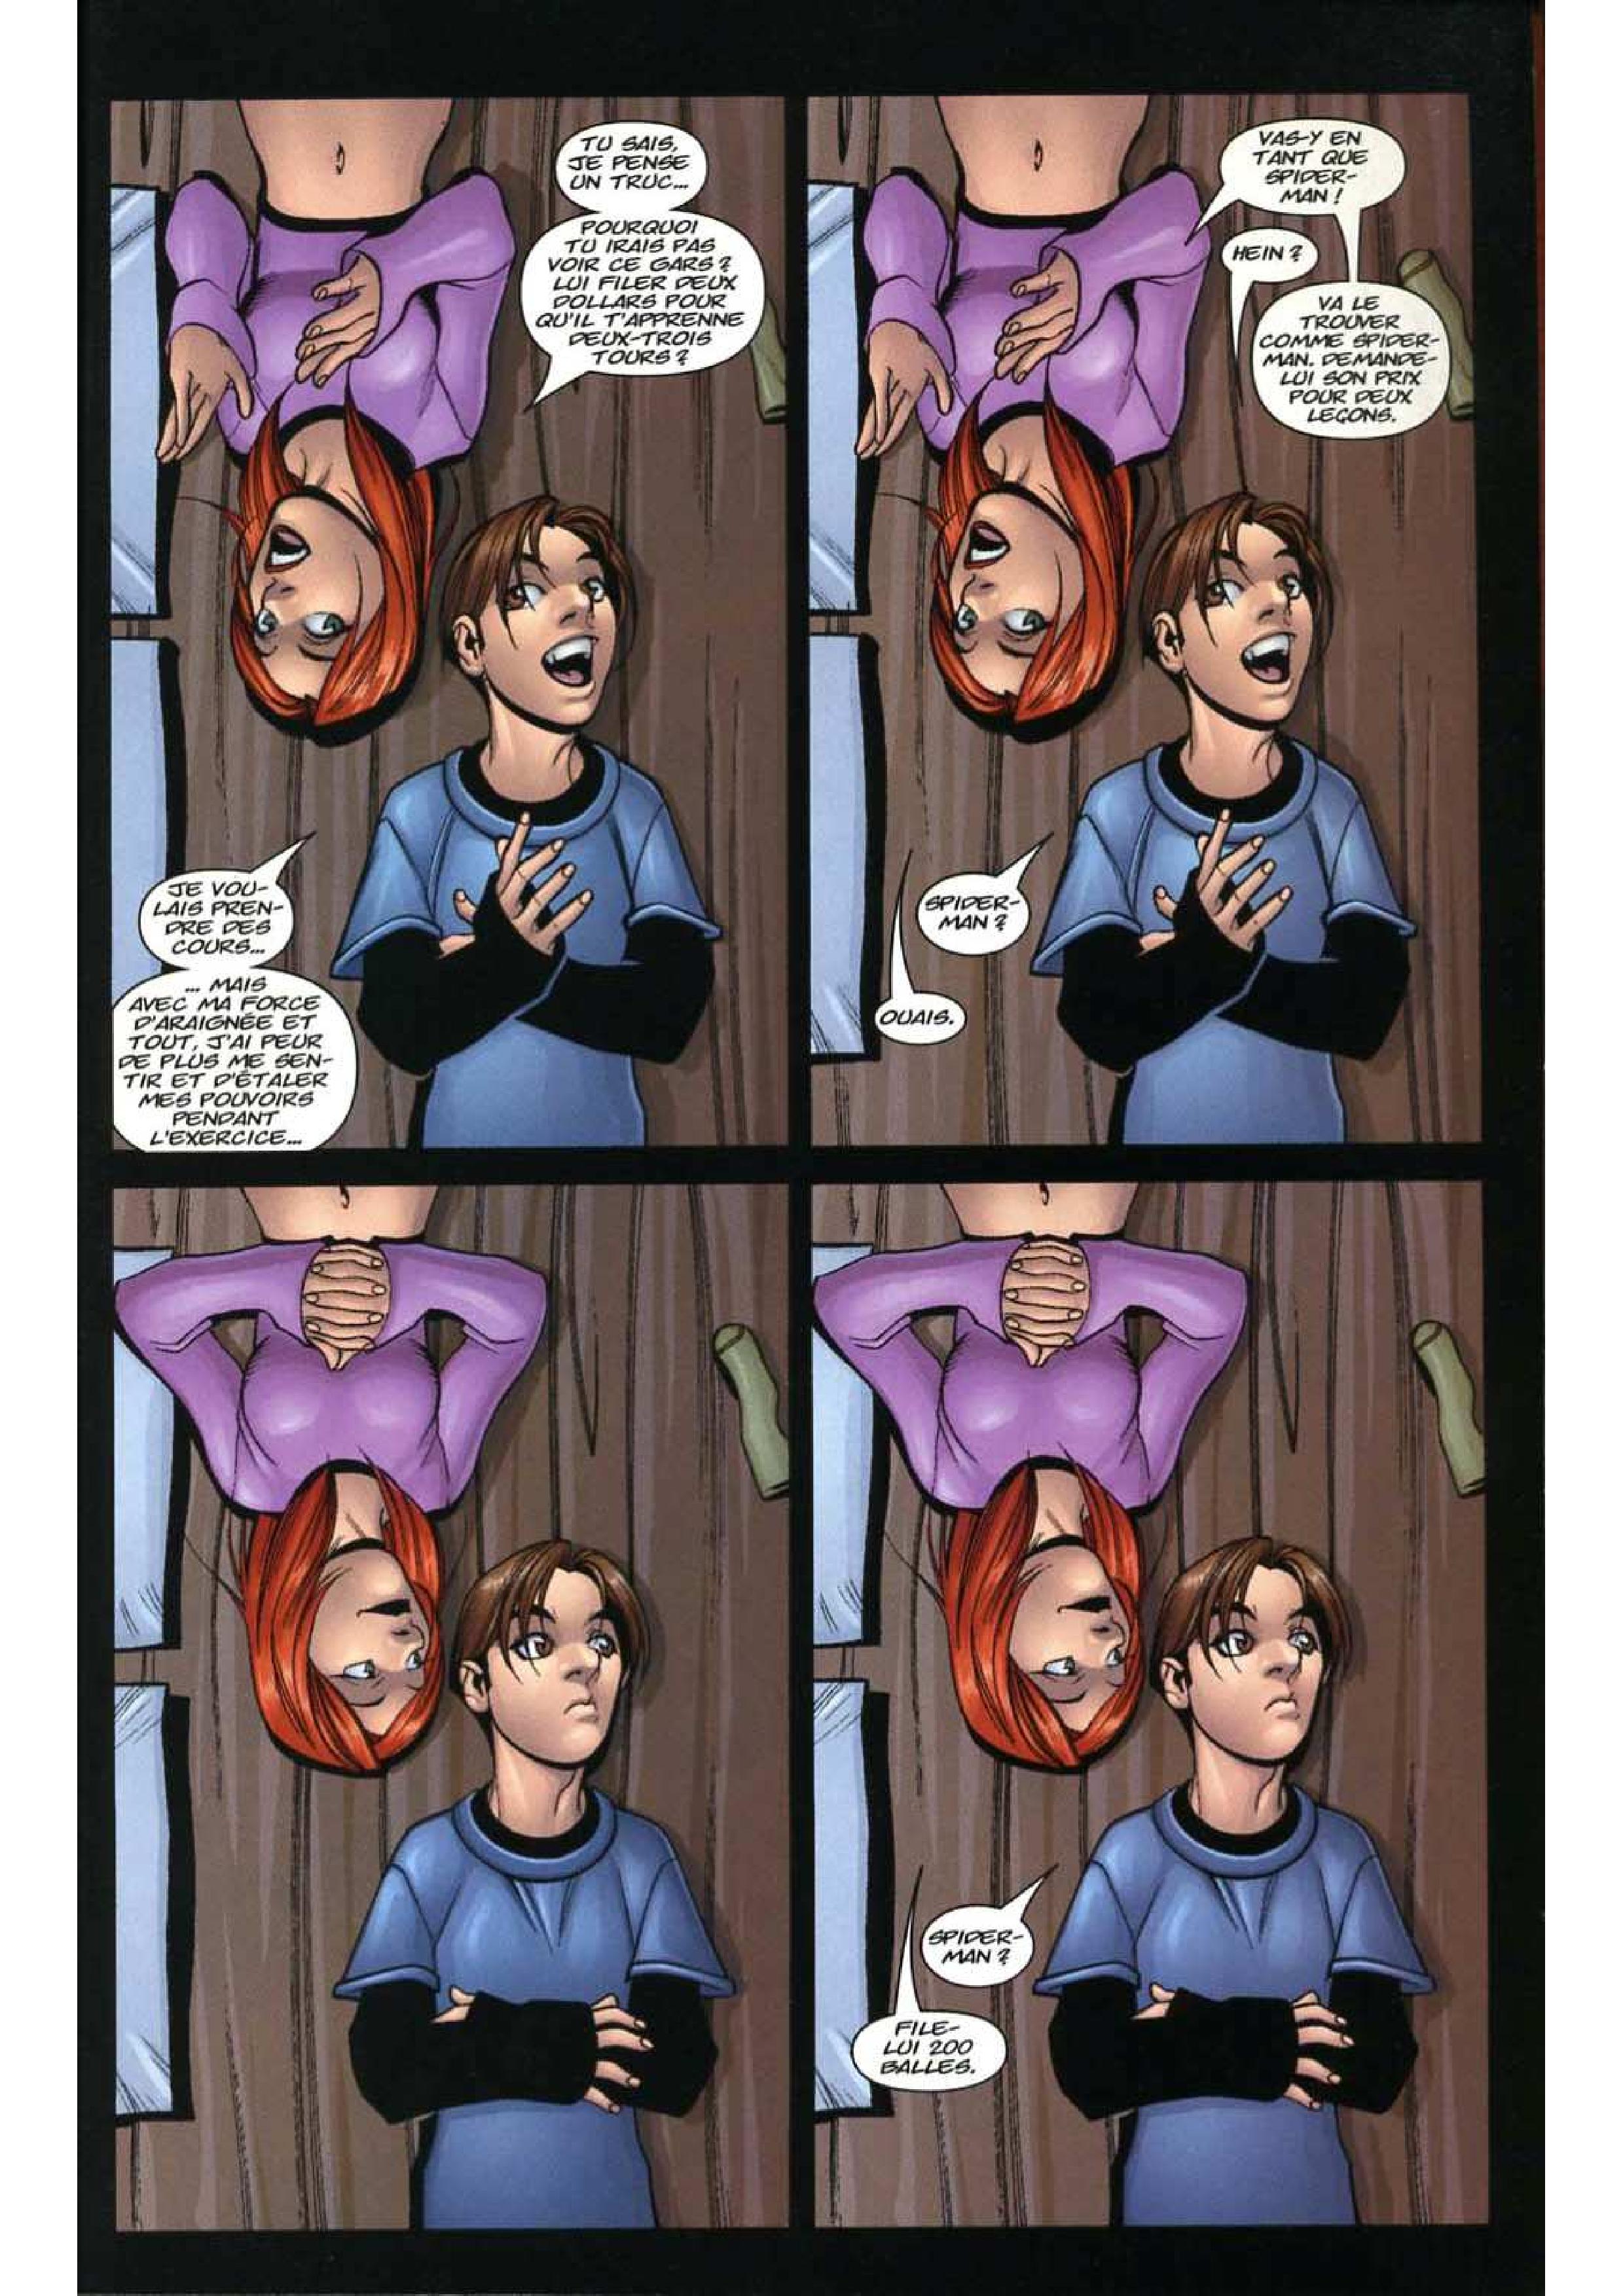 TU SAIS,
JE PENSE
UN TRUC...
POURQUOI
TU IRAIS PAS
VOIR CE GARS ?
LUI FILER DEUX
DOLLARS POUR
QU'IL T'APPRENNE
DEUX-TROIS
TOURS ?
JE VOU-
LAIS PREN-
DRE DES
COURS...
... MAIS
AVEC MA FORCE
D'ARAIGNÉE ET
TOUT, J'AI PEUR
DE PLUS ME SEN-
TIR ET D'ÉTALER
MES POUVOIRS
PENDANT
L'EXERCICE...
VAS-Y EN
TANT QUE
SPIDER-
MAN !
HEIN ?
VA LE
TROUVER
COMME SPIDER-
MAN. DEMANDE-
LUI SON PRIX
POUR DEUX
LEÇONS.
SPIDER-
MAN ?
OUAIS.
SPIDER-
MAN ?
FILE-
LUI 200
BALLES.